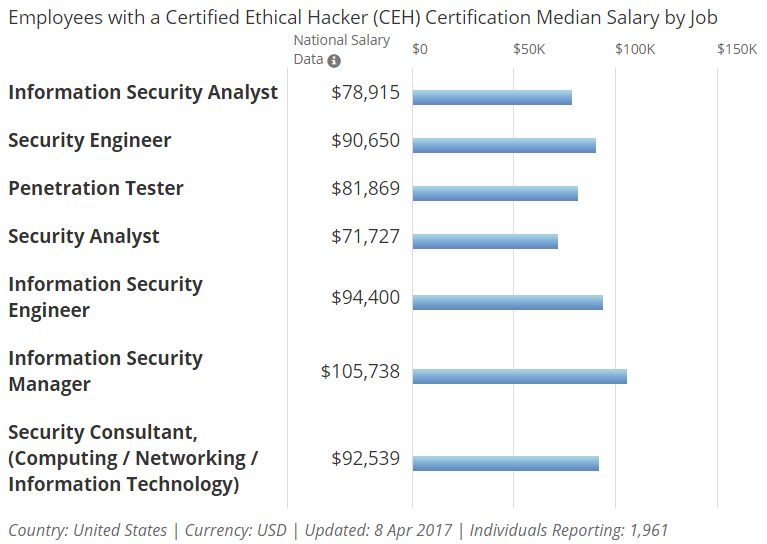 Employees with a Certified Ethical Hacker (CEH) Certification Median Salary by Job
National Salary
Data
$0 $50K $100K $150K
Information Security Analyst $78,915
Security Engineer $90,650
Penetration Tester $81,869
Security Analyst $71,727
Information Security
Engineer
$94,400
Information Security
Manager
$105,738
Security Consultant,
(Computing / Networking /
Information Technology)
$92,539
Country: United States | Currency: USD | Updated: 8 Apr 2017 | Individuals Reporting: 1,961